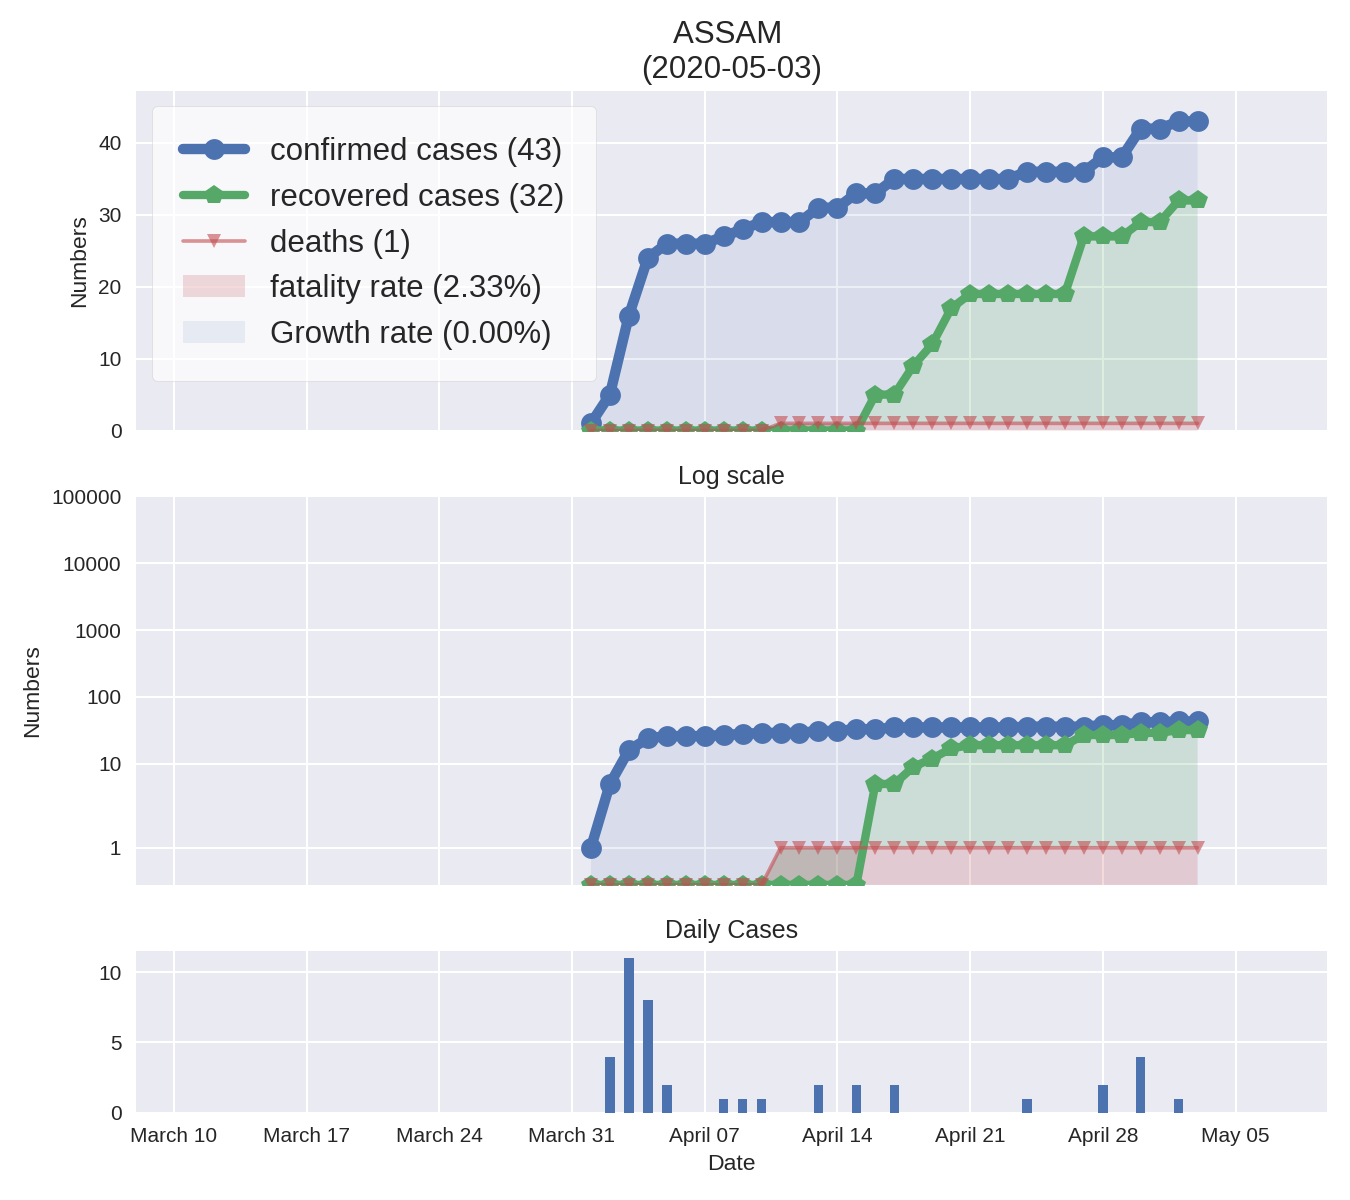 ASSAM
(2020-05-03)
confirmed cases (43)
recovered cases (32)
deaths (1)
fatality rate (2.33%)
Growth rate (0.00%)
Numbers
40
30
20
10
0
Log scale
Numbers
100000
10000
1000
100
10
1
Daily Cases
10
5
0
March 10 March 17 March 24 March 31 April 07 April 14 April 21 April 28 May 05
Date